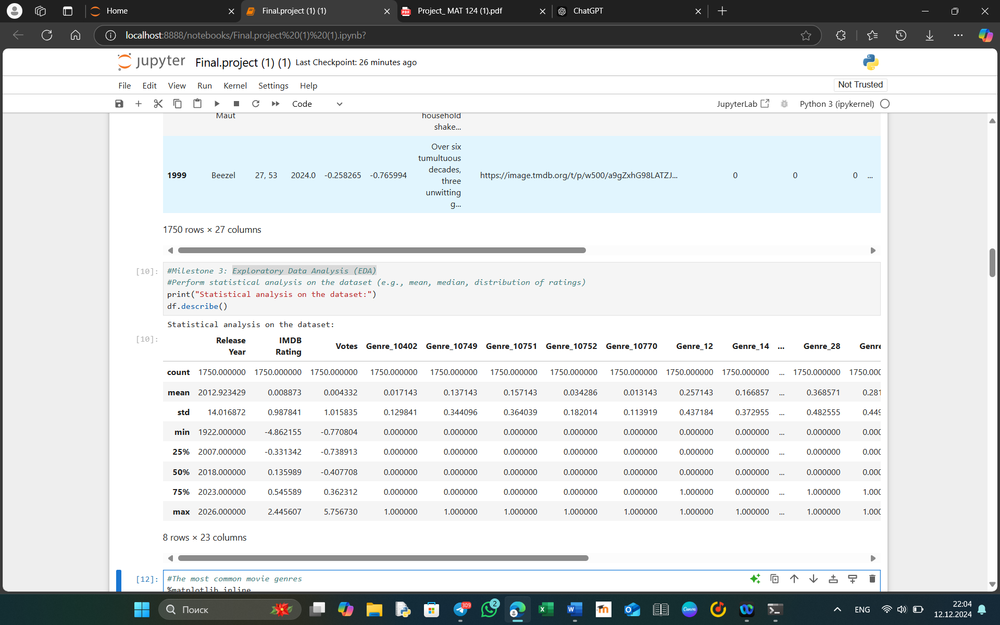 Home
Final.project (1) (1)
Project_ MAT 124 (1).pdf
ChatGPT
localhost:8888/notebooks/Final.project%20(1)%20(1).ipynb?
jupyter Final.project (1) (1) Last Checkpoint: 26 minutes ago
File Edit View Run Kernel Settings Help
Not Trusted
Code
JupyterLab
Python 3 (ipykernel)
Maut household
shake...
1999 Beezel 27, 53 2024.0 -0.258265 -0.765994 Over six tumultuous decades, three unwitting g... https://image.tmdb.org/t/p/w500/a9gZxhG98LATZJ... 0 0 0 ...
1750 rows × 27 columns
[10]: #Milestone 3: Exploratory Data Analysis (EDA)
#Perform statistical analysis on the dataset (e.g., mean, median, distribution of ratings)
print("Statistical analysis on the dataset:")
df.describe()
Statistical analysis on the dataset:
[10]:
Release Year IMDB Rating Votes Genre_10402 Genre_10749 Genre_10751 Genre_10752 Genre_10770 Genre_12 Genre_14 ... Genre_28 Genre
count 1750.000000 1750.000000 1750.000000 1750.000000 1750.000000 1750.000000 1750.000000 1750.000000 1750.000000 1750.000000 ... 1750.000000 1750.000
mean 2012.923429 0.008873 0.004332 0.017143 0.137143 0.157143 0.034286 0.013143 0.257143 0.166857 ... 0.368571 0.281
std 14.016872 0.987841 1.015835 0.129841 0.344096 0.364039 0.182014 0.113919 0.437184 0.372955 ... 0.482555 0.449
min 1922.000000 -4.862155 -0.770804 0.000000 0.000000 0.000000 0.000000 0.000000 0.000000 0.000000 ... 0.000000 0.000
25% 2007.000000 -0.331342 -0.738913 0.000000 0.000000 0.000000 0.000000 0.000000 0.000000 0.000000 ... 0.000000 0.000
50% 2018.000000 0.135989 -0.407708 0.000000 0.000000 0.000000 0.000000 0.000000 0.000000 0.000000 ... 0.000000 0.000
75% 2023.000000 0.545589 0.362312 0.000000 0.000000 0.000000 0.000000 0.000000 1.000000 0.000000 ... 1.000000 1.000
max 2026.000000 2.445607 5.756730 1.000000 1.000000 1.000000 1.000000 1.000000 1.000000 1.000000 ... 1.000000 1.000
8 rows × 23 columns
[12]: #The most common movie genres
%matplotlib inline
Поиск
309
2
Canva
ENG
22:04
12.12.2024